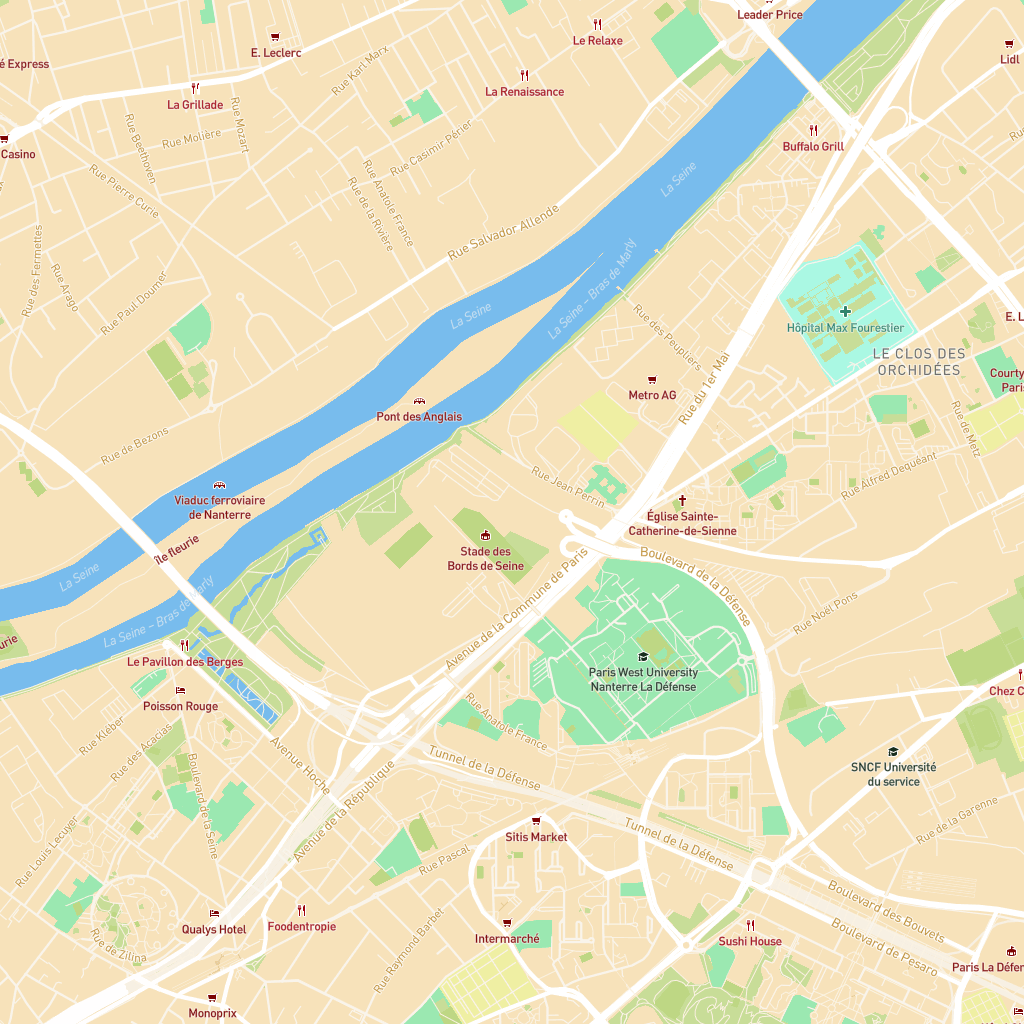 Leader Price
Le Relaxe
E. Leclerc
Lidl
é Express
Rue Karl Marx
La Renaissance
La Grillade
Rue Mozart
Rue Beethoven
Rue Molière
Rue Casimir Périer
Buffalo Grill
Casino
Rue Pierre Curie
Rue Anatole France
Rue de la Rivière
La Seine
Rue Salvador Allende
Rue des Fermettes
Rue Arago
Rue Paul Doumer
La Seine
La Seine – Bras de Marly
Rue des Peupliers
Hôpital Max Fourestier
E. L
LE CLOS DES
ORCHIDÉES
Courty
Paris
Metro AG
Rue du 1er Mai
Pont des Anglais
Rue de Metz
Rue de Bezons
Rue Jean Perrin
Rue Alfred Dequéant
Viaduc ferroviaire
de Nanterre
Église Sainte-
Catherine-de-Sienne
Île fleurie
Stade des
Bords de Seine
Boulevard de la Défense
La Seine
La Seine – Bras de Marly
Avenue de la Commune de Paris
Rue Noël Pons
urie
Le Pavillon des Berges
Paris West University
Nanterre La Défense
Chez C
Poisson Rouge
Rue Kléber
Rue des Acacias
Rue Anatole France
Avenue Hoche
Boulevard de la Seine
Tunnel de la Défense
SNCF Université
du service
Avenue de la République
Sitis Market
Tunnel de la Défense
Rue de la Garenne
Rue Louis Lecuyer
Rue Pascal
Boulevard des Bouvets
Qualys Hotel
Foodentropie
Rue Raymond Barbet
Intermarché
Sushi House
Boulevard de Pesaro
Rue de Zilina
Paris La Défen
Monoprix